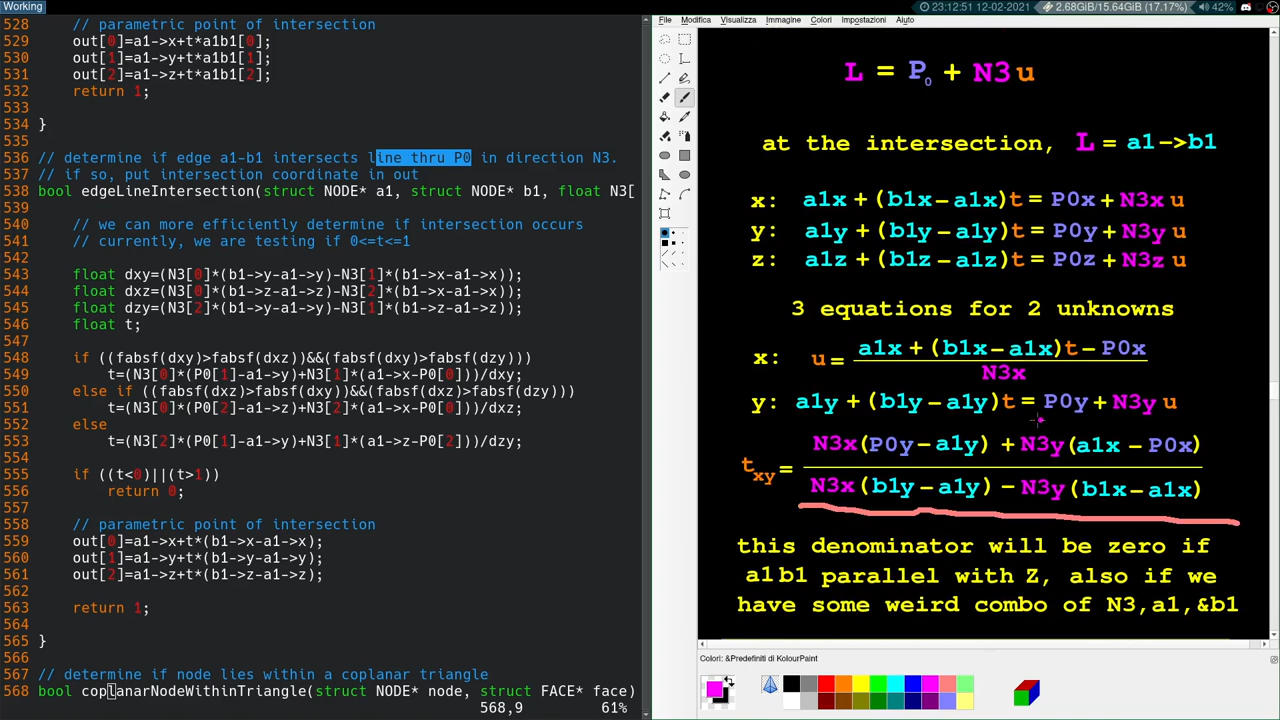 Working
23:12:51 12-02-2021 2.68GiB/15.64GiB (17.17%) 42%
528 // parametric point of intersection
529 out[0]=a1->x+t*a1b1[0];
530 out[1]=a1->y+t*a1b1[1];
531 out[2]=a1->z+t*a1b1[2];
532 return 1;
533
534 }
535
536 // determine if edge a1-b1 intersects line thru P0 in direction N3.
537 // if so, put intersection coordinate in out
538 bool edgeLineIntersection(struct NODE* a1, struct NODE* b1, float N3[
539
540 // we can more efficiently determine if intersection occurs
541 // currently, we are testing if 0<=t<=1
542
543 float dxy=(N3[0]*(b1->y-a1->y)-N3[1]*(b1->x-a1->x));
544 float dxz=(N3[0]*(b1->z-a1->z)-N3[2]*(b1->x-a1->x));
545 float dzy=(N3[2]*(b1->y-a1->y)-N3[1]*(b1->z-a1->z));
546 float t;
547
548 if ((fabsf(dxy)>fabsf(dxz))&&(fabsf(dxy)>fabsf(dzy)))
549 t=(N3[0]*(P0[1]-a1->y)+N3[1]*(a1->x-P0[0]))/dxy;
550 else if ((fabsf(dxz)>fabsf(dxy))&&(fabsf(dxz)>fabsf(dzy)))
551 t=(N3[0]*(P0[2]-a1->z)+N3[2]*(a1->x-P0[0]))/dxz;
552 else
553 t=(N3[2]*(P0[1]-a1->y)+N3[1]*(a1->z-P0[2]))/dzy;
554
555 if ((t<0)||(t>1))
556 return 0;
557
558 // parametric point of intersection
559 out[0]=a1->x+t*(b1->x-a1->x);
560 out[1]=a1->y+t*(b1->y-a1->y);
561 out[2]=a1->z+t*(b1->z-a1->z);
562
563 return 1;
564
565 }
566
567 // determine if node lies within a coplanar triangle
568 bool coplanarNodeWithinTriangle(struct NODE* node, struct FACE* face)
568,9 61%
File Modifica Visualizza Immagine Colori Impostazioni Aiuto
L = P0 + N3 u
at the intersection, L = a1->b1
x: a1x + (b1x-a1x)t = P0x + N3x u
y: a1y + (b1y-a1y)t = P0y + N3y u
z: a1z + (b1z-a1z)t = P0z + N3z u
3 equations for 2 unknowns
x: u = a1x + (b1x-a1x)t - P0x
N3x
y: a1y + (b1y-a1y)t = P0y + N3y u
txy = N3x(P0y-a1y) + N3y(a1x-P0x)
N3x(b1y-a1y) - N3y(b1x-a1x)
this denominator will be zero if
a1b1 parallel with Z, also if we
have some weird combo of N3,a1,&b1
Colori: &Predefiniti di KolourPaint